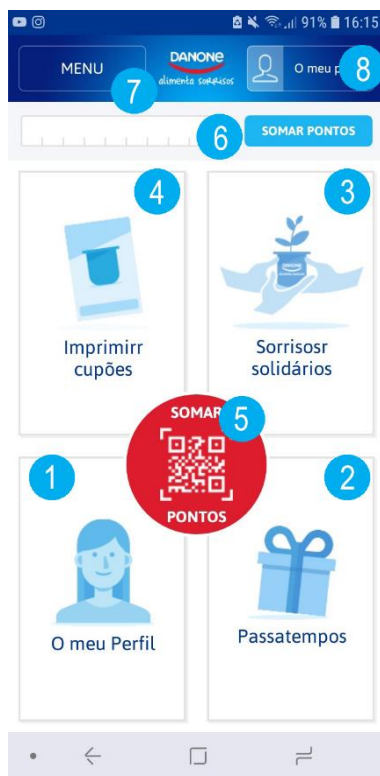 91% 16:15
MENU
DANONE
alimenta sorrisos
O meu p
8
7
6
SOMAR PONTOS
4
3
DANONE
Imprimirr
cupões
Sorrisosr
solidários
SOMAR
5
PONTOS
1
2
O meu Perfil
Passatempos